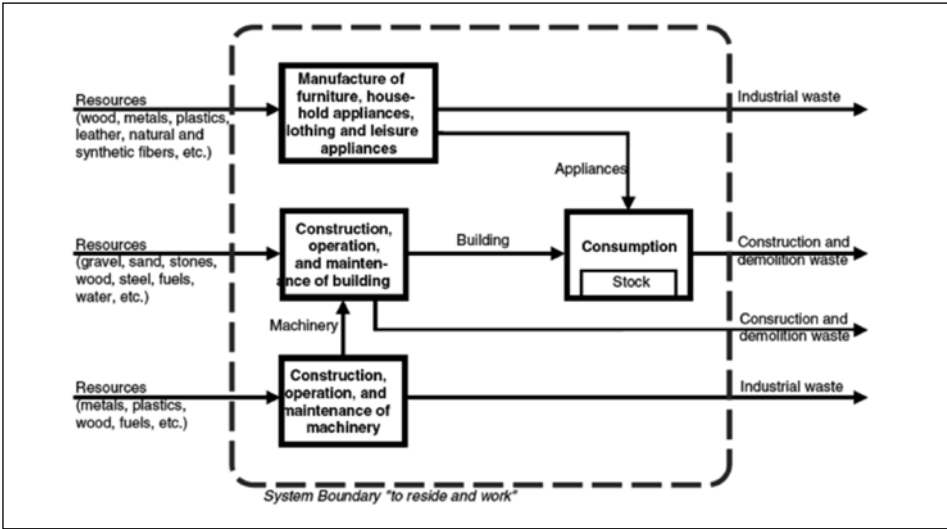 Manufacture of
furniture, house-
hold appliances,
lothing and leisure
appliances
Resources
(wood, metals, plastics,
leather, natural and
synthetic fibers, etc.)
Industrial waste
Appliances
Resources
(gravel, sand, stones,
wood, steel, fuels,
water, etc.)
Construction,
operation,
and mainten-
ance of building
Building
Consumption
Stock
Construction and
demolition waste
Machinery
Consruction and
demolition waste
Resources
(metals, plastics,
wood, fuels, etc.)
Construction,
operation, and
maintenance of
machinery
Industrial waste
System Boundary "to reside and work"